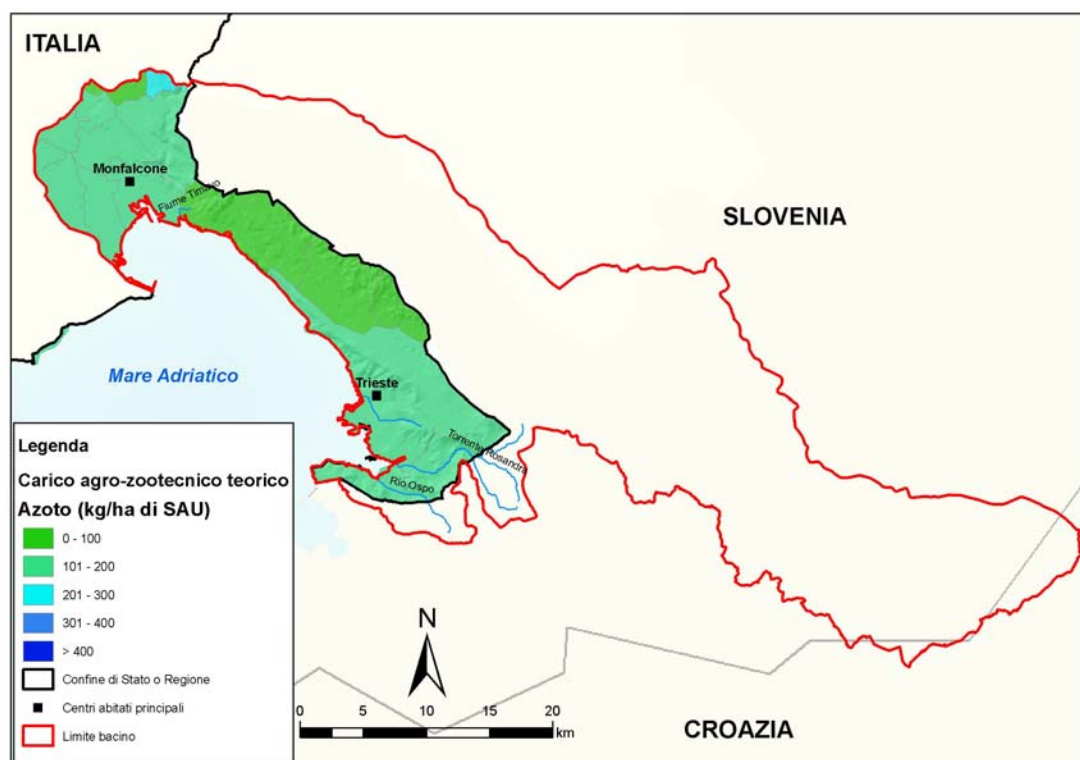 ITALIA
Monfalcone
Fiume Timavo
SLOVENIA
Mare Adriatico
Trieste
Torrente Rosandra
Rio Ospo
Legenda
Carico agro-zootecnico teorico
Azoto (kg/ha di SAU)
0 - 100
101 - 200
201 - 300
301 - 400
> 400
Confine di Stato o Regione
Centri abitati principali
Limite bacino
N
0 5 10 15 20
km
CROAZIA